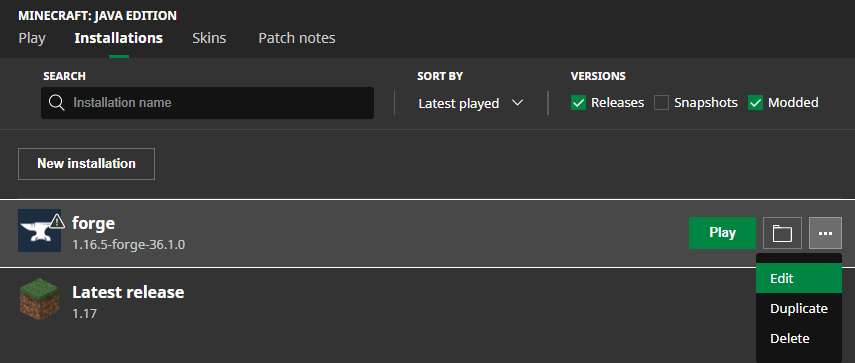 MINECRAFT: JAVA EDITION
Play Installations Skins Patch notes
SEARCH SORT BY VERSIONS
Installation name Latest played Releases Snapshots Modded
New installation
forge
1.16.5-forge-36.1.0
Play
Edit
Latest release
1.17
Duplicate
Delete